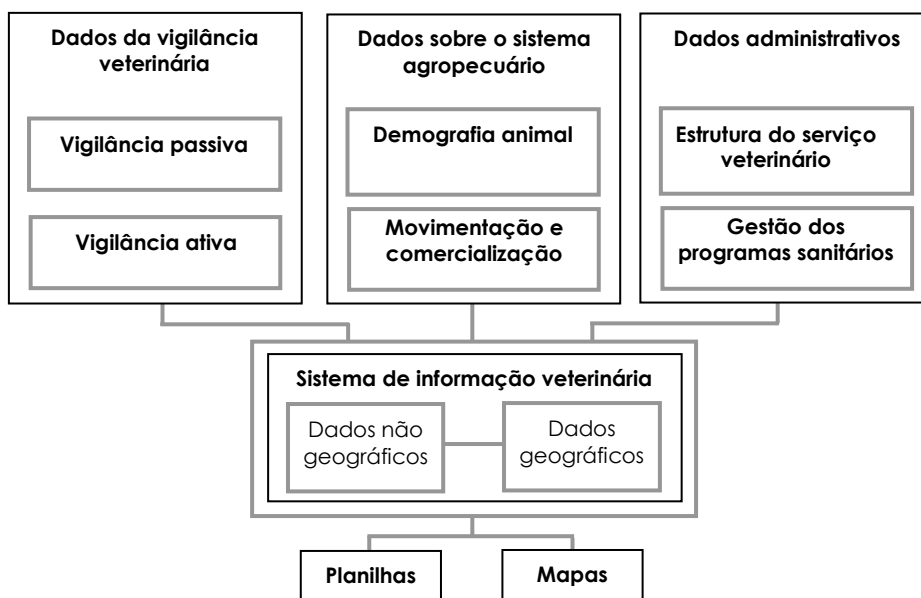 Dados da vigilância
veterinária
Vigilância passiva
Vigilância ativa
Dados sobre o sistema
agropecuário
Demografia animal
Movimentação e
comercialização
Dados administrativos
Estrutura do serviço
veterinário
Gestão dos
programas sanitários
Sistema de informação veterinária
Dados não
geográficos
Dados
geográficos
Planilhas
Mapas